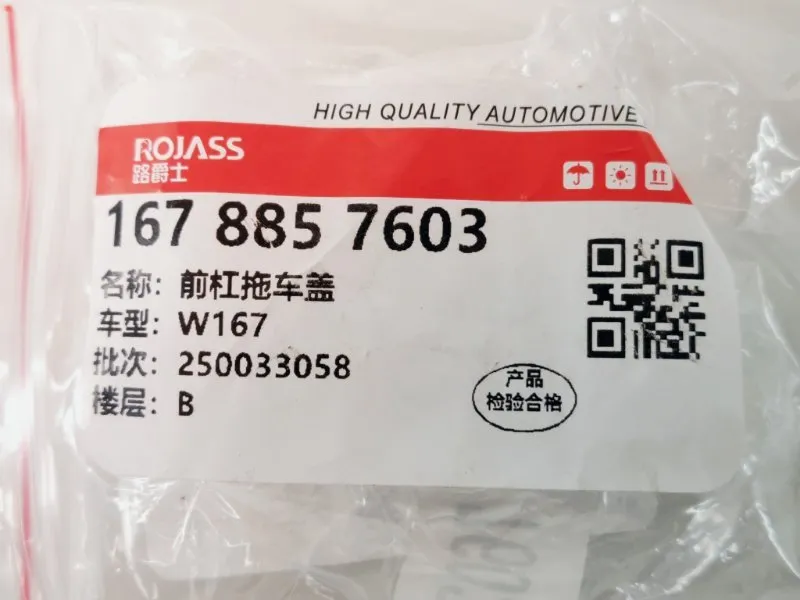 HIGH QUALITY AUTOMOTIVE
ROJASS
路爵士
167 885 7603
名称：前杠拖车盖
车型：W167
批次：250033058
楼层：B
产品
检验合格